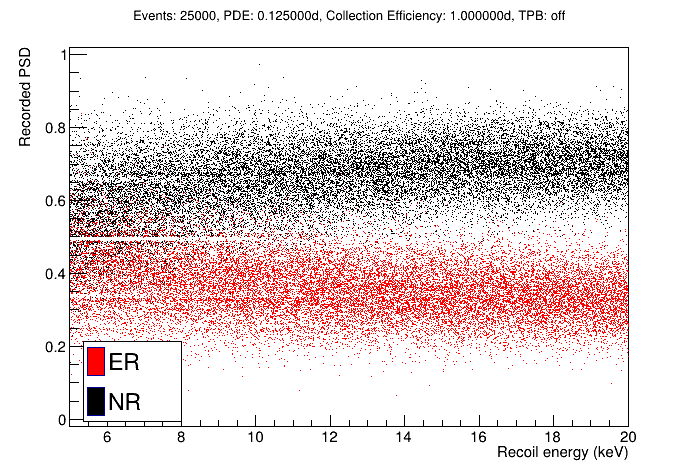 Events: 25000, PDE: 0.125000d, Collection Efficiency: 1.000000d, TPB: off
Recorded PSD
1
0.8
0.6
0.4
0.2
0
ER
NR
6 8 10 12 14 16 18 20
Recoil energy (keV)